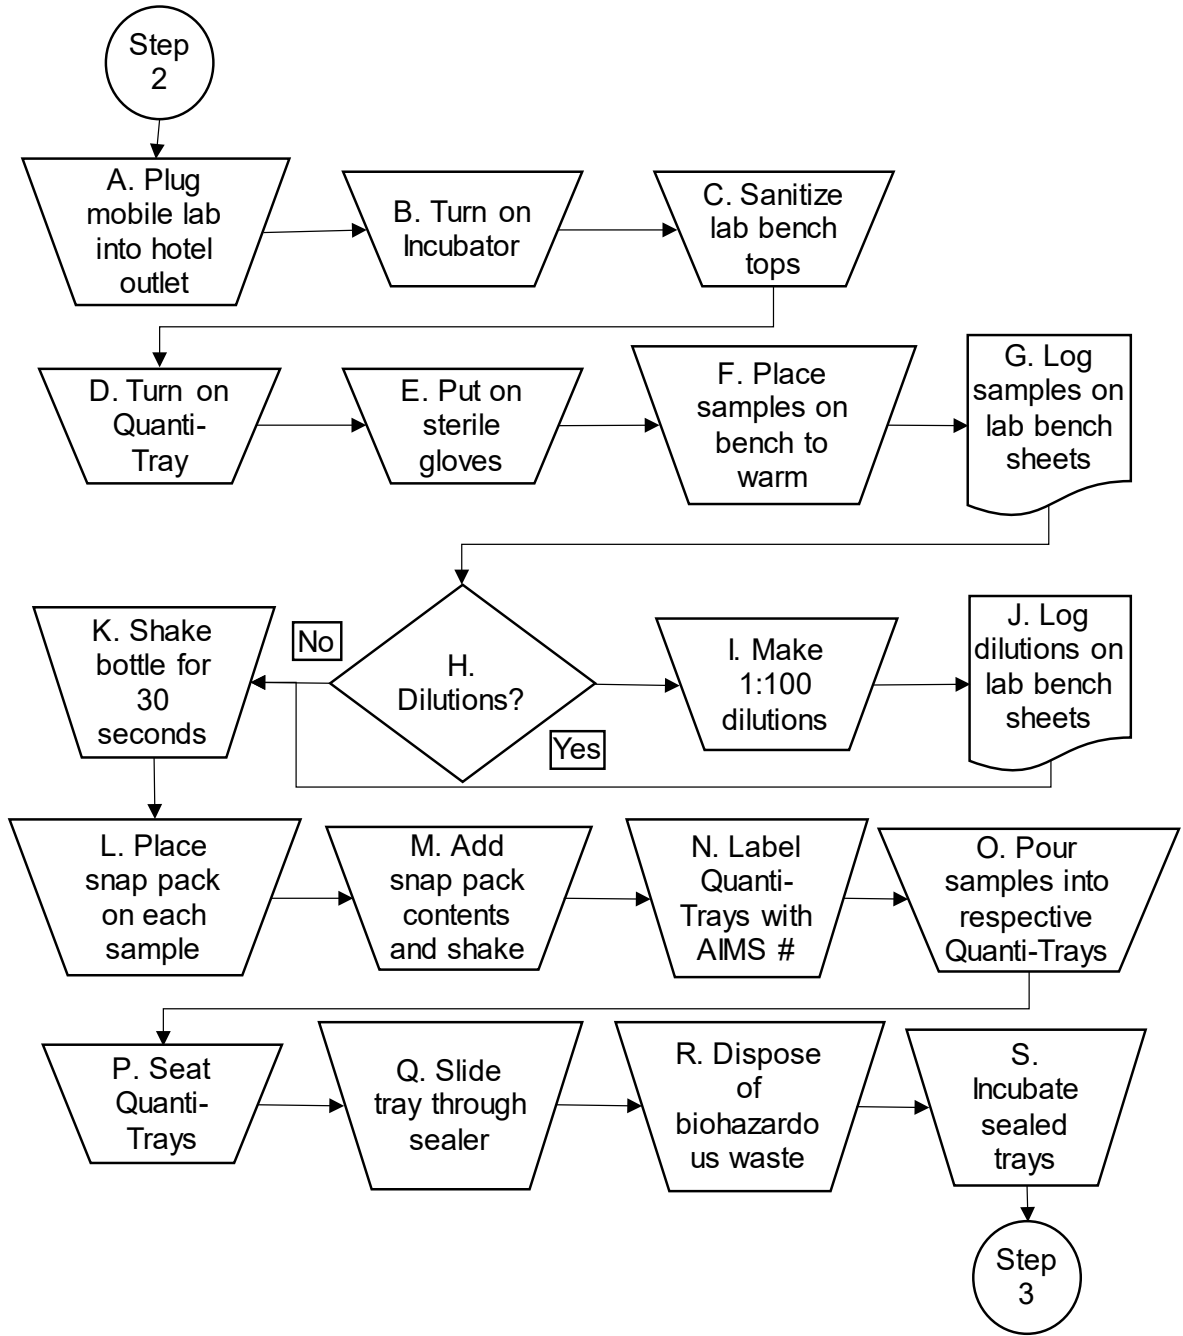 Step
2
A. Plug
mobile lab
into hotel
outlet
B. Turn on
Incubator
C. Sanitize
lab bench
tops
D. Turn on
Quanti-
Tray
E. Put on
sterile
gloves
F. Place
samples on
bench to
warm
G. Log
samples on
lab bench
sheets
H.
Dilutions?
No
Yes
I. Make
1:100
dilutions
J. Log
dilutions on
lab bench
sheets
K. Shake
bottle for
30
seconds
L. Place
snap pack
on each
sample
M. Add
snap pack
contents
and shake
N. Label
Quanti-
Trays with
AIMS #
O. Pour
samples into
respective
Quanti-Trays
P. Seat
Quanti-
Trays
Q. Slide
tray through
sealer
R. Dispose
of
biohazardo
us waste
S.
Incubate
sealed
trays
Step
3